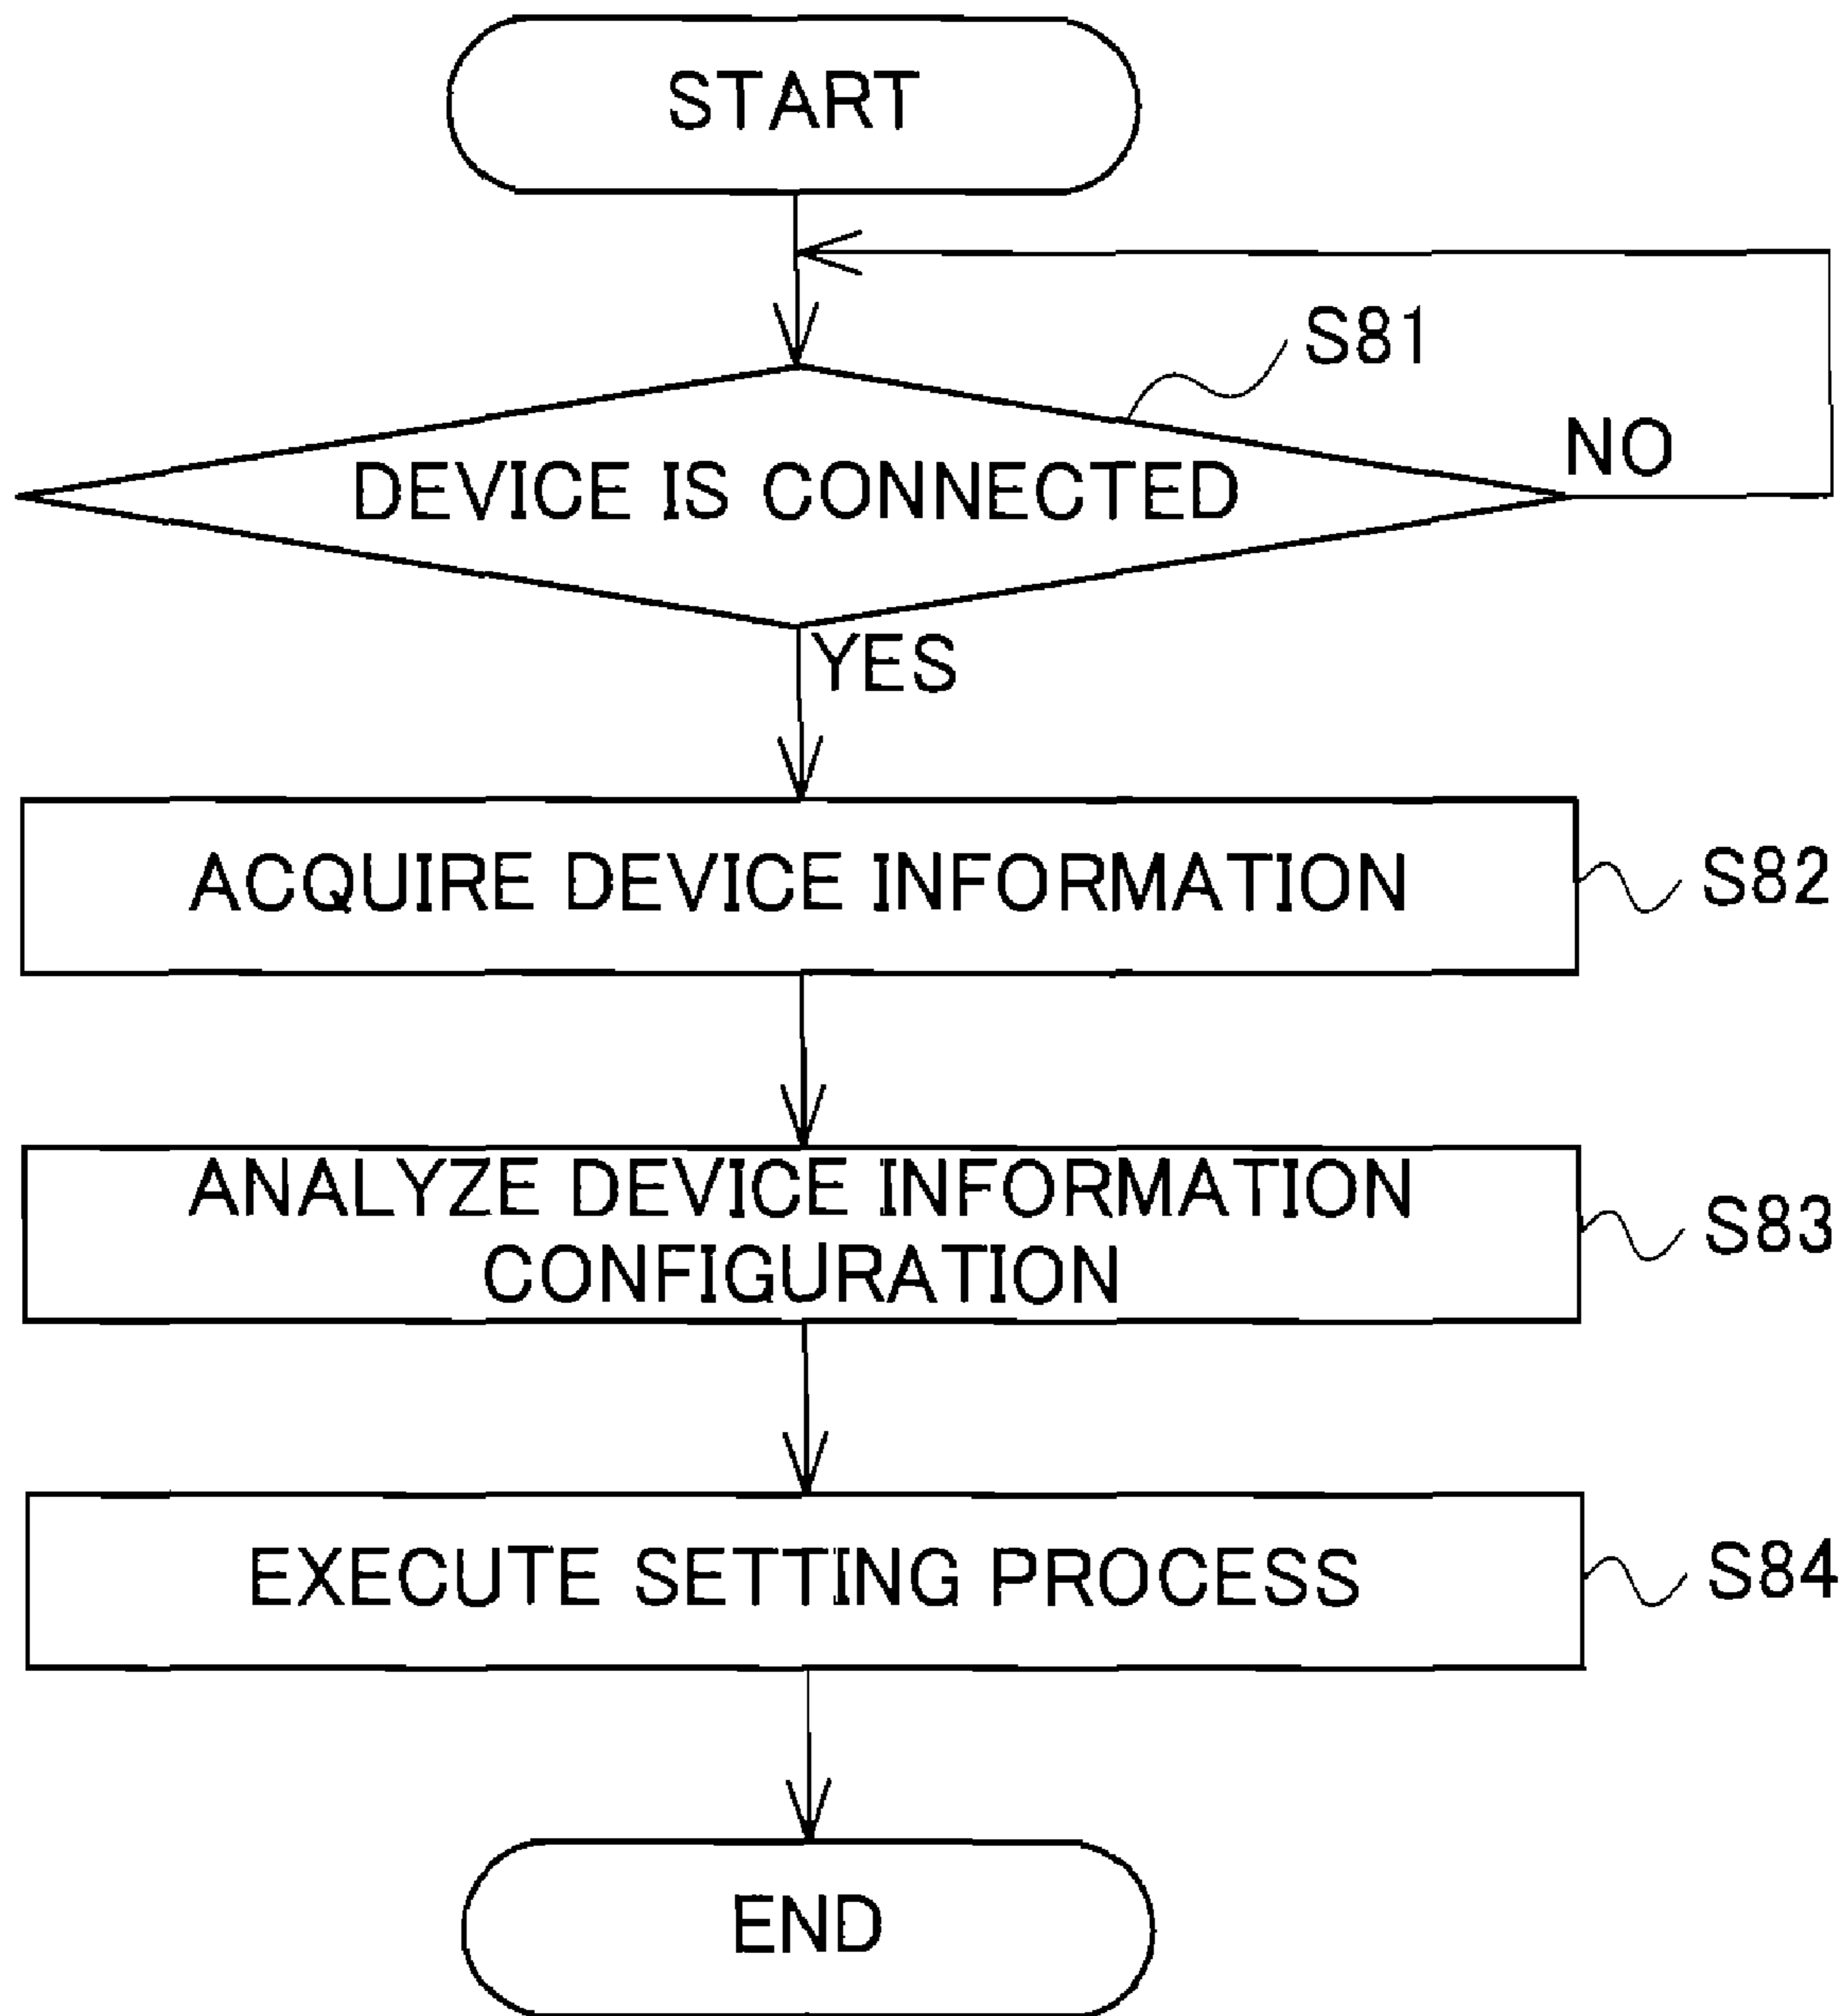 START
S81
NO
DEVICE IS CONNECTED
YES
ACQUIRE DEVICE INFORMATION
S82
ANALYZE DEVICE INFORMATION
CONFIGURATION
S83
EXECUTE SETTING PROCESS
S84
END